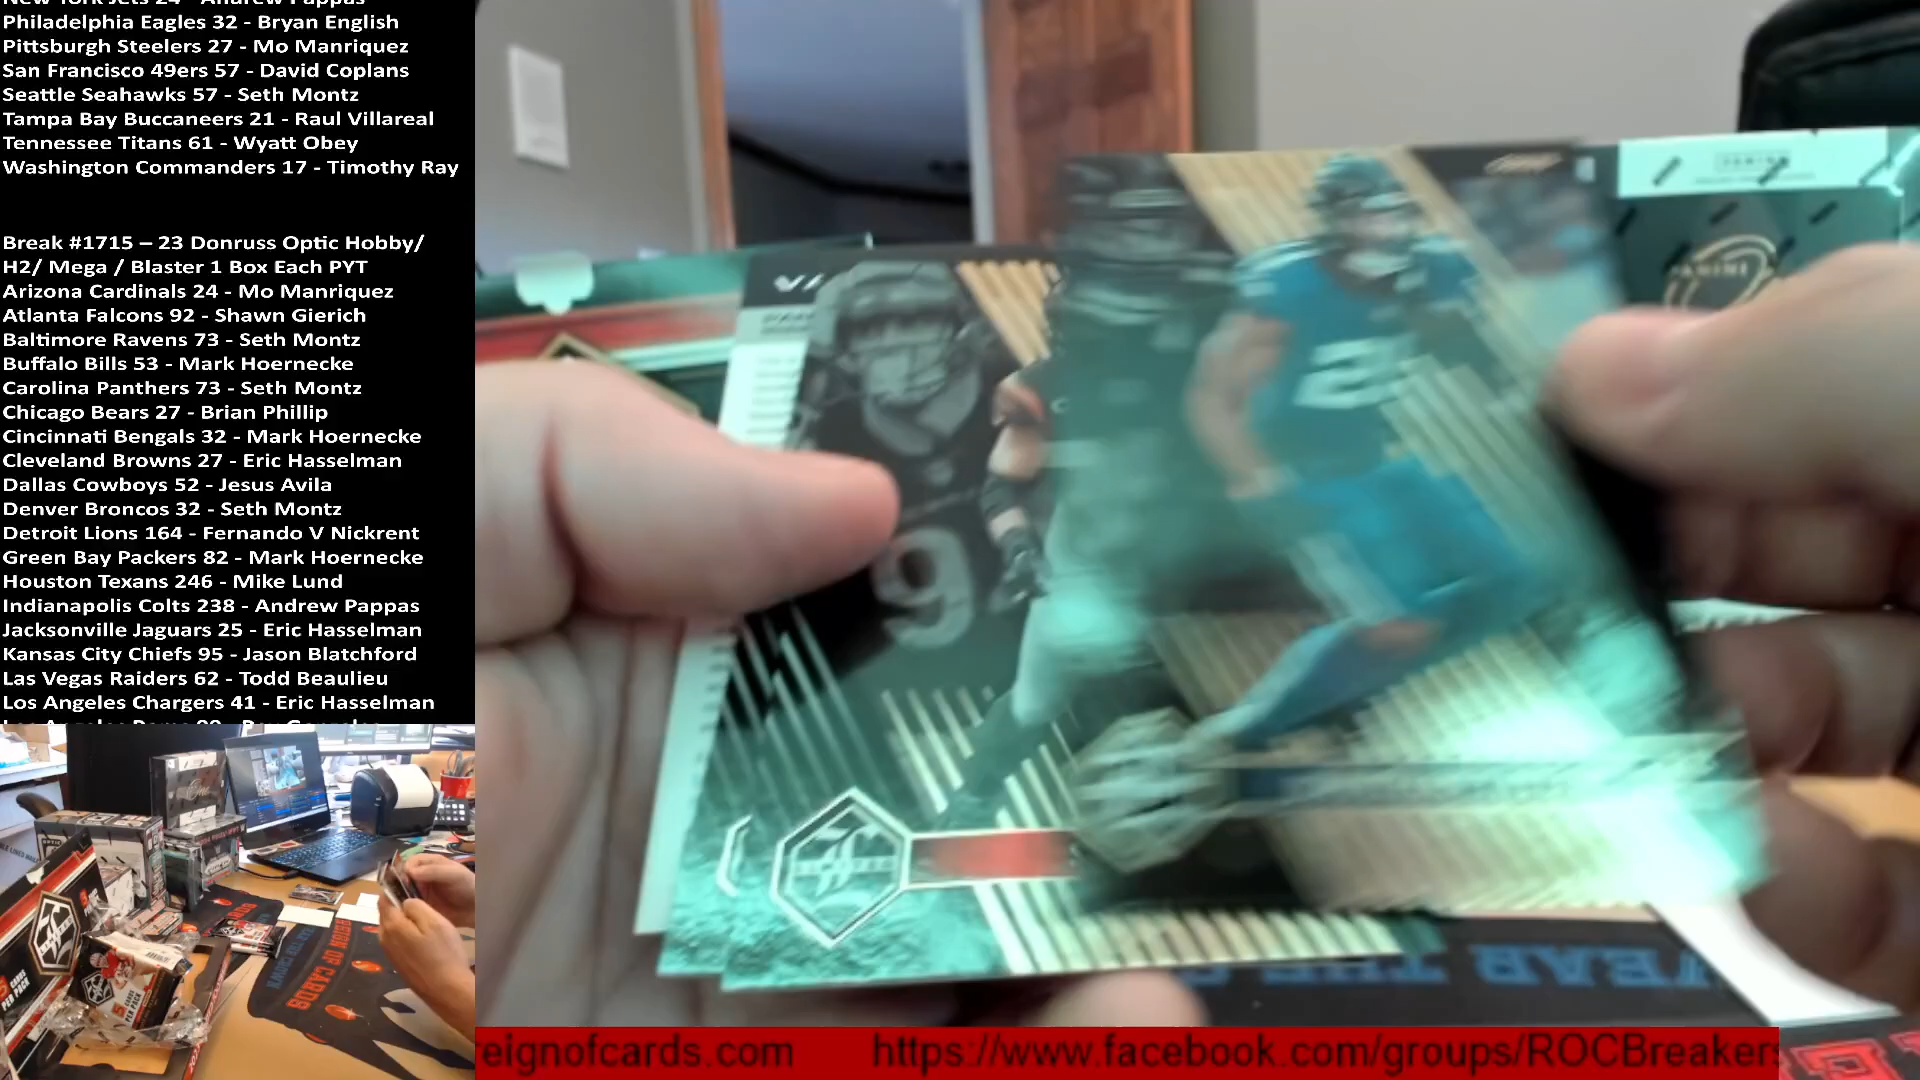 Philadelphia Eagles 32 - Bryan English
Pittsburgh Steelers 27 - Mo Manriquez
San Francisco 49ers 57 - David Coplans
Seattle Seahawks 57 - Seth Montz
Tampa Bay Buccaneers 21 - Raul Villareal
Tennessee Titans 61 - Wyatt Obey
Washington Commanders 17 - Timothy Ray
Break #1715 – 23 Donruss Optic Hobby/
H2/ Mega / Blaster 1 Box Each PYT
Arizona Cardinals 24 - Mo Manriquez
Atlanta Falcons 92 - Shawn Gierich
Baltimore Ravens 73 - Seth Montz
Buffalo Bills 53 - Mark Hoernecke
Carolina Panthers 73 - Seth Montz
Chicago Bears 27 - Brian Phillip
Cincinnati Bengals 32 - Mark Hoernecke
Cleveland Browns 27 - Eric Hasselman
Dallas Cowboys 52 - Jesus Avila
Denver Broncos 32 - Seth Montz
Detroit Lions 164 - Fernando V Nickrent
Green Bay Packers 82 - Mark Hoernecke
Houston Texans 246 - Mike Lund
Indianapolis Colts 238 - Andrew Pappas
Jacksonville Jaguars 25 - Eric Hasselman
Kansas City Chiefs 95 - Jason Blatchford
Las Vegas Raiders 62 - Todd Beaulieu
Los Angeles Chargers 41 - Eric Hasselman
PANINI
9
2
REIGN OF CARDS
eignofcards.com https://www.facebook.com/groups/ROCBreakers